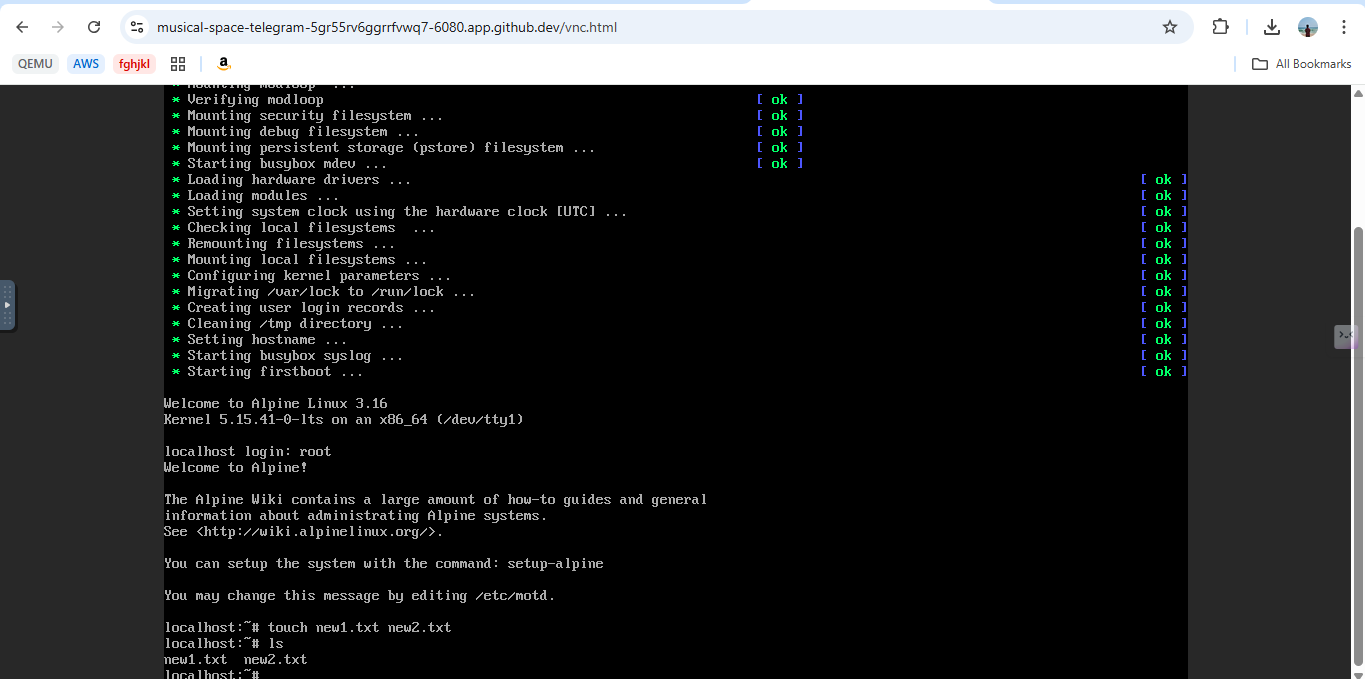 musical-space-telegram-5gr55rv6ggrrfvwq7-6080.app.github.dev/vnc.html
QEMU AWS fghjkl All Bookmarks
* Mounting modloop ...
* Verifying modloop [ ok ]
* Mounting security filesystem ... [ ok ]
* Mounting debug filesystem ... [ ok ]
* Mounting persistent storage (pstore) filesystem ... [ ok ]
* Starting busybox mdev ... [ ok ]
* Loading hardware drivers ... [ ok ]
* Loading modules ... [ ok ]
* Setting system clock using the hardware clock [UTC] ... [ ok ]
* Checking local filesystems  ... [ ok ]
* Remounting filesystems ... [ ok ]
* Mounting local filesystems ... [ ok ]
* Configuring kernel parameters ... [ ok ]
* Migrating /var/lock to /run/lock ... [ ok ]
* Creating user login records ... [ ok ]
* Cleaning /tmp directory ... [ ok ]
* Setting hostname ... [ ok ]
* Starting busybox syslog ... [ ok ]
* Starting firstboot ... [ ok ]
Welcome to Alpine Linux 3.16
Kernel 5.15.41-0-lts on an x86_64 (/dev/tty1)
localhost login: root
Welcome to Alpine!
The Alpine Wiki contains a large amount of how-to guides and general
information about administrating Alpine systems.
See <http://wiki.alpinelinux.org/>.
You can setup the system with the command: setup-alpine
You may change this message by editing /etc/motd.
localhost:~# touch new1.txt new2.txt
localhost:~# ls
new1.txt  new2.txt
localhost:~#